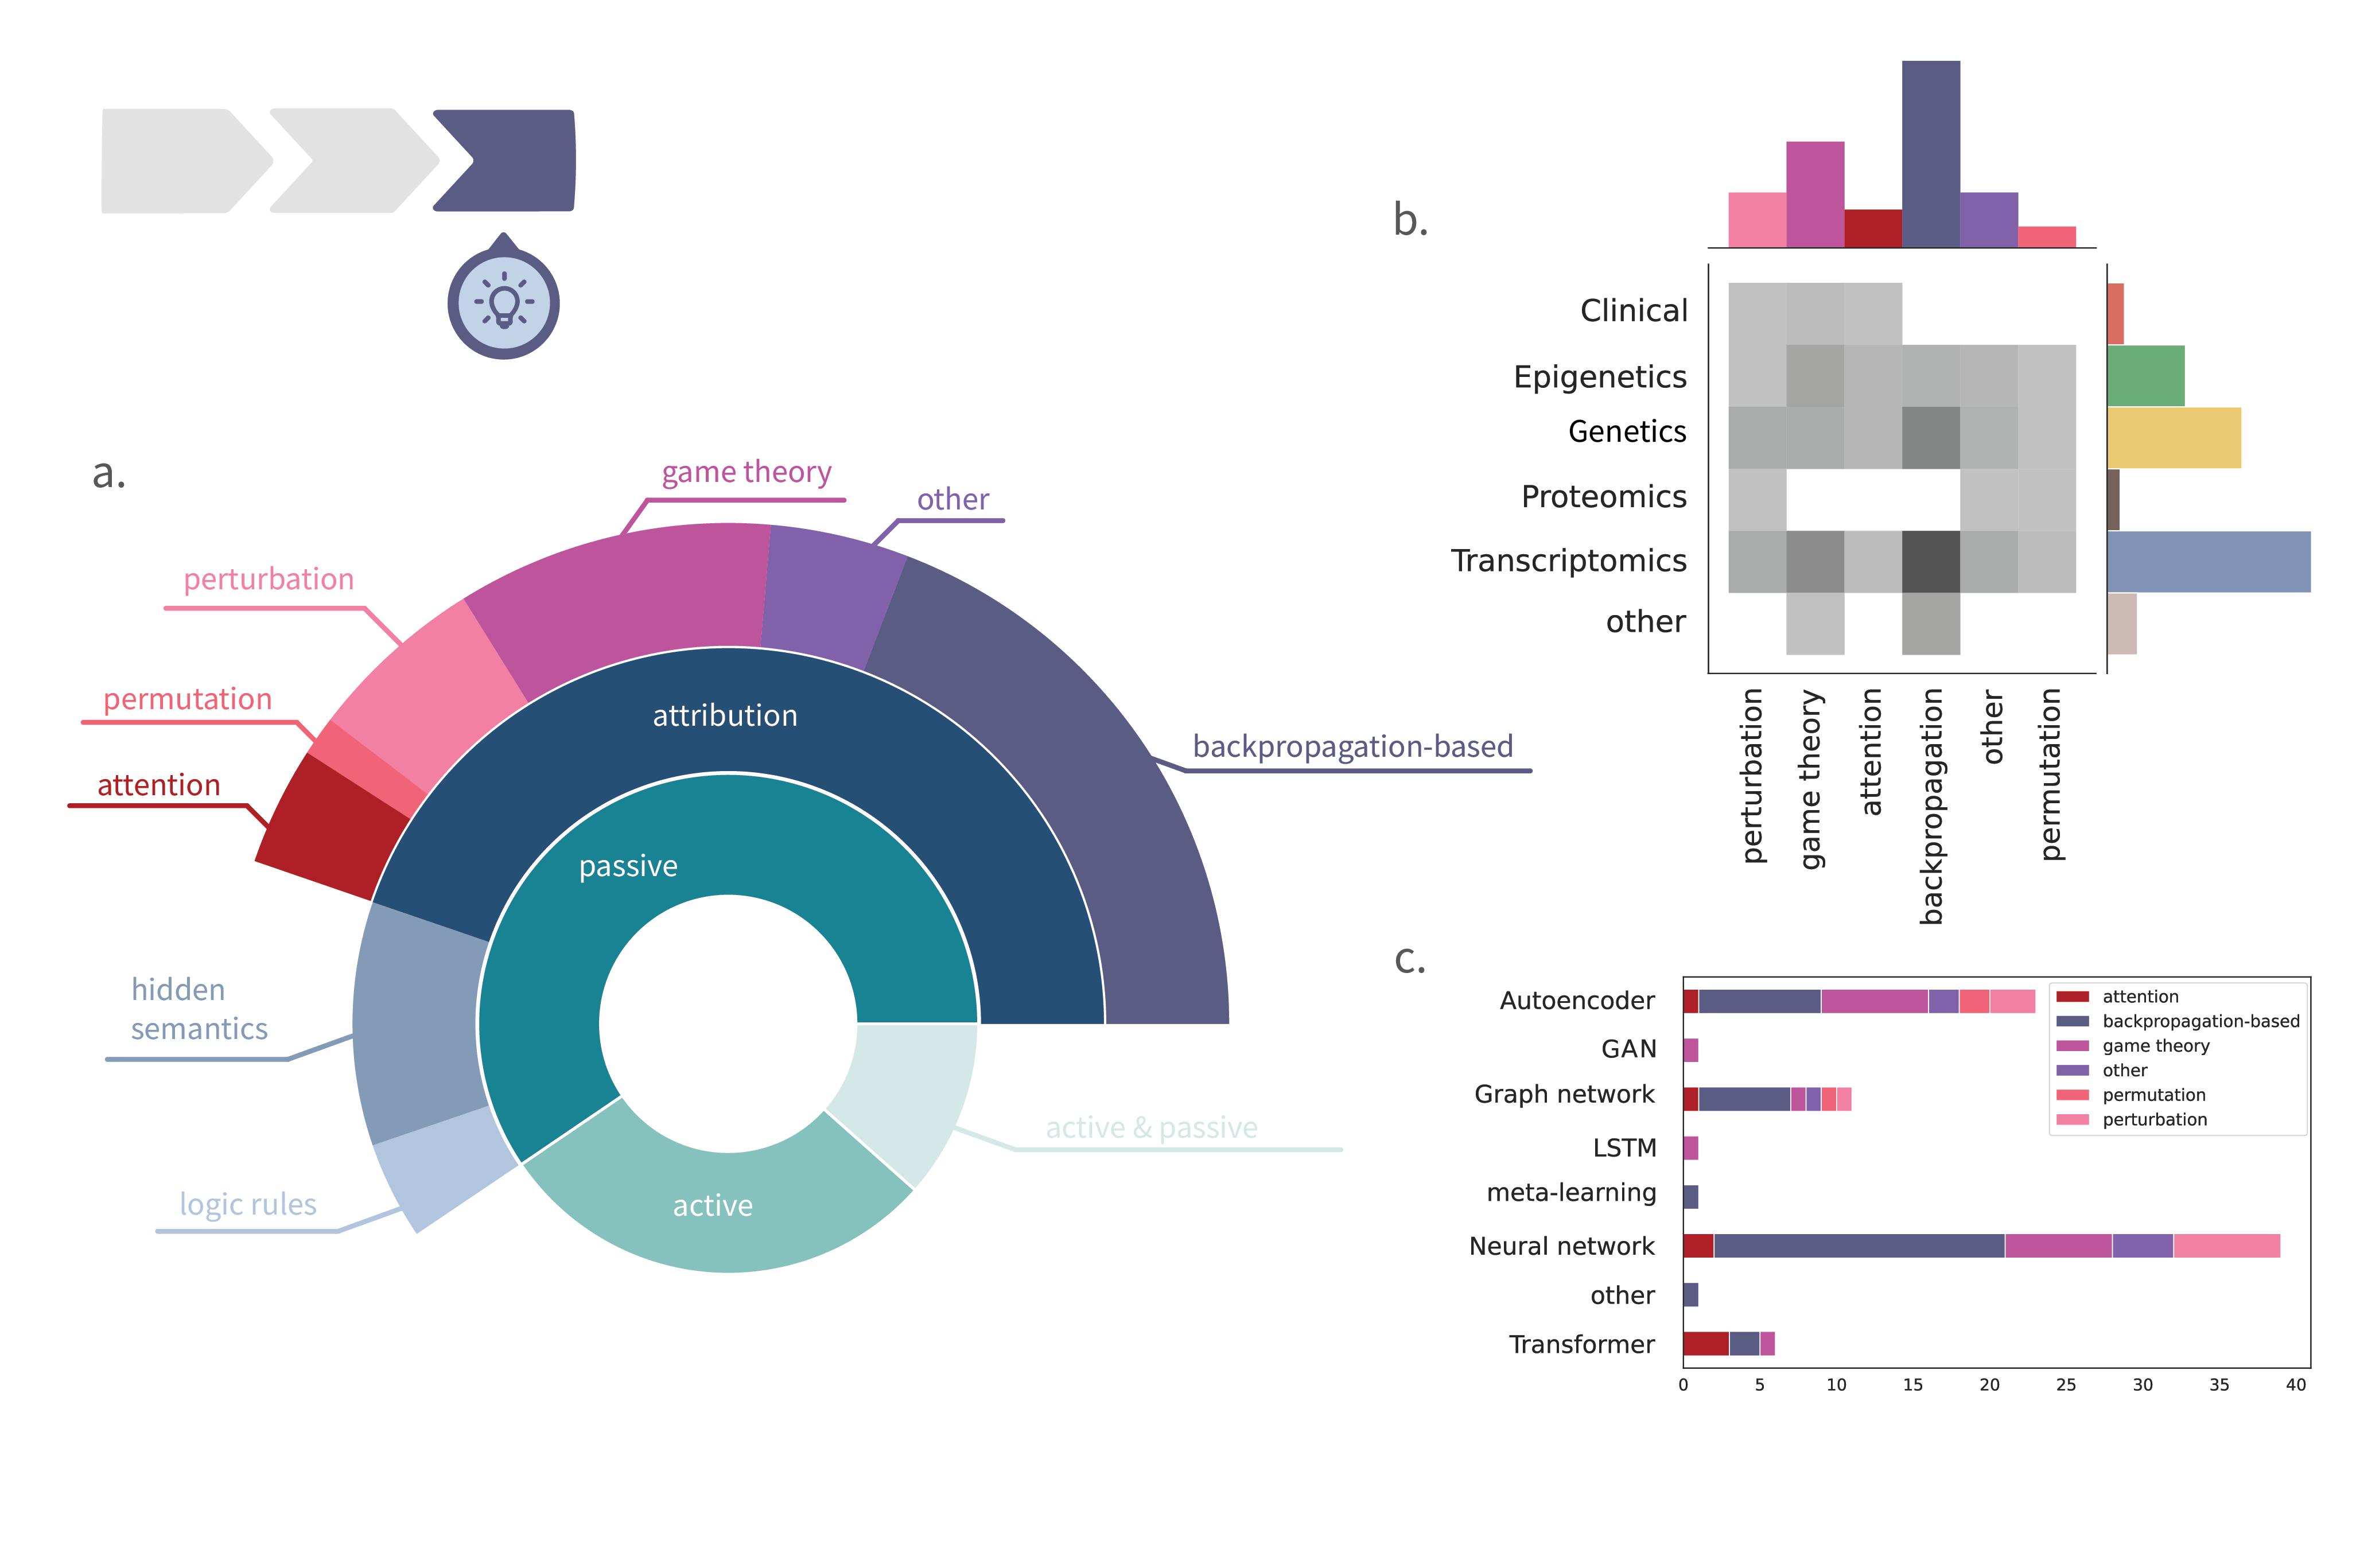 a.
game theory
other
perturbation
permutation
attention
attribution
backpropagation-based
passive
hidden
semantics
logic rules
active
active & passive
b.
Clinical
Epigenetics
Genetics
Proteomics
Transcriptomics
other
perturbation
game theory
attention
backpropagation
other
permutation
c.
Autoencoder
GAN
Graph network
LSTM
meta-learning
Neural network
other
Transformer
attention
backpropagation-based
game theory
other
permutation
perturbation
0 5 10 15 20 25 30 35 40